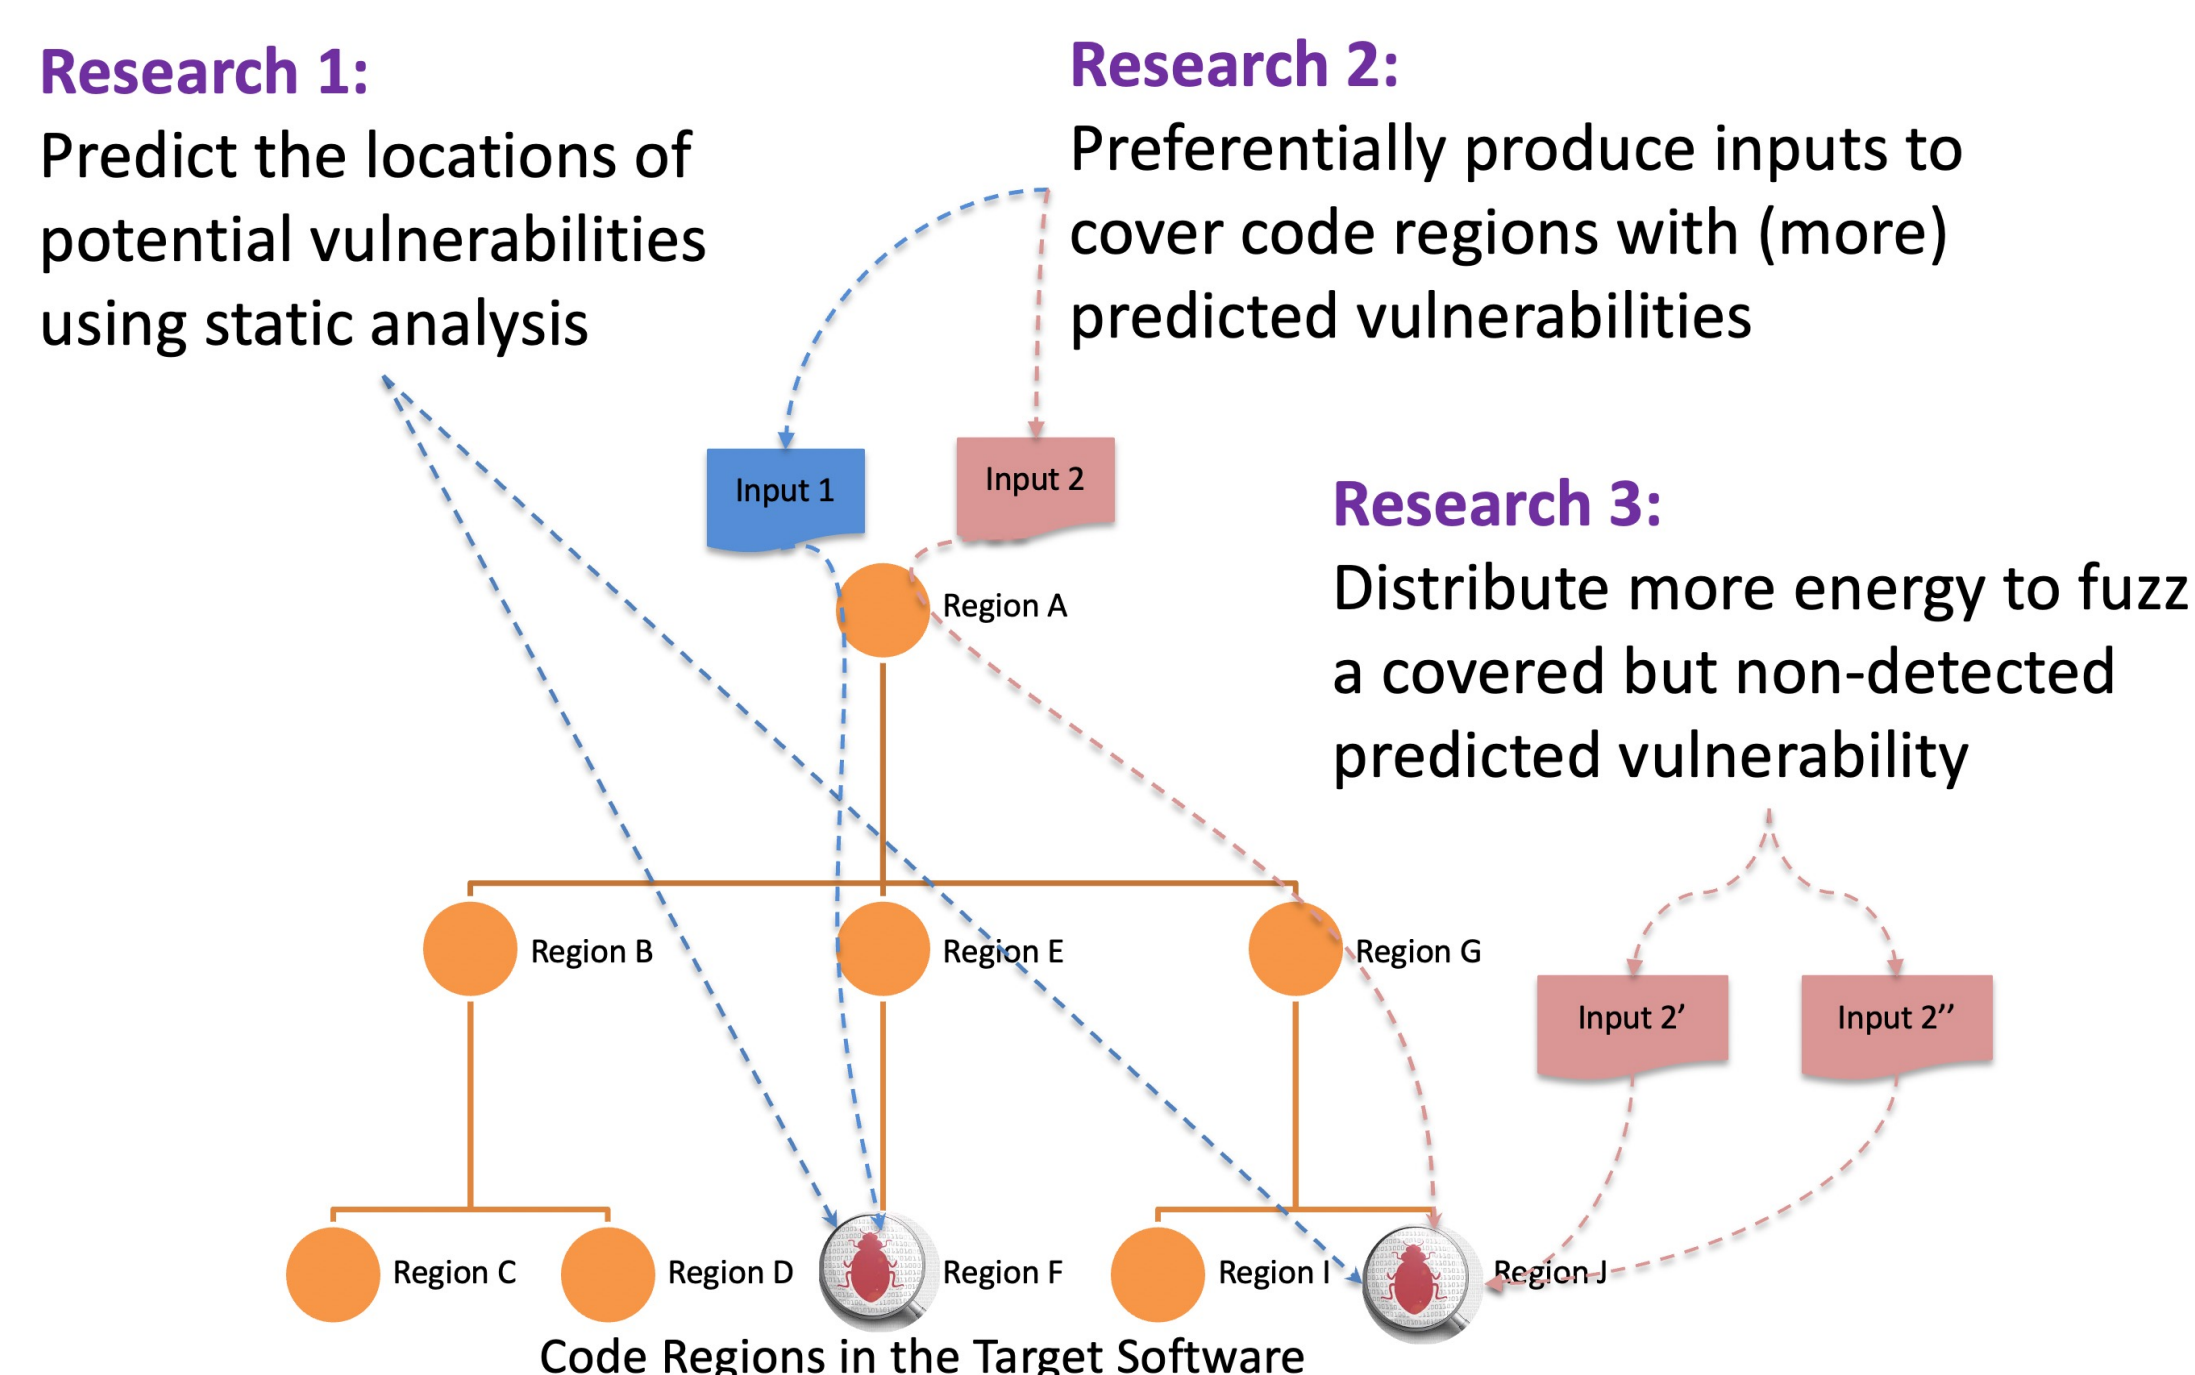 Research 1:
Predict the locations of
potential vulnerabilities
using static analysis
Research 2:
Preferentially produce inputs to
cover code regions with (more)
predicted vulnerabilities
Input 1
Input 2
Research 3:
Distribute more energy to fuzz
a covered but non-detected
predicted vulnerability
Region A
Region B
Region E
Region G
Input 2’
Input 2’’
Region C
Region D
Region F
Region I
Region J
Code Regions in the Target Software